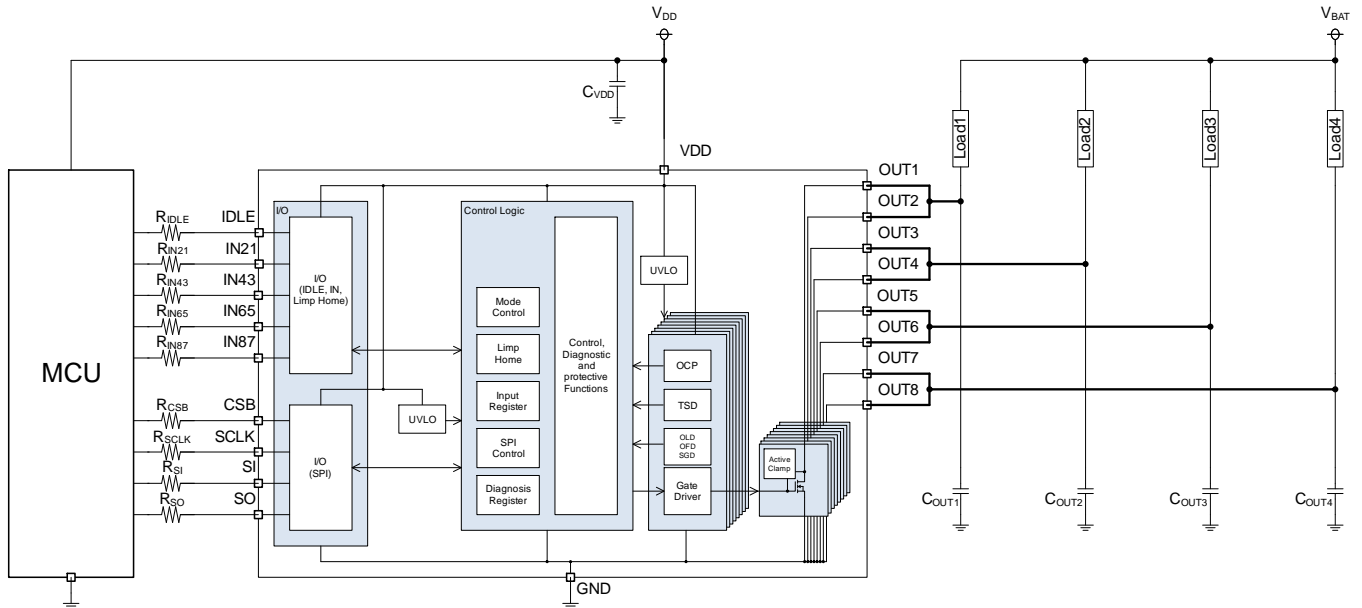 VDD
VBAT
CVDD
VDD
Load1
Load2
Load3
Load4
MCU
RIDLE
IDLE
RIN21
IN21
RIN43
IN43
RIN65
IN65
RIN87
IN87
RCSB
CSB
RSCLK
SCLK
RSI
SI
RSO
SO
I/O
I/O
(IDLE, IN,
Limp Home)
I/O
(SPI)
UVLO
Control Logic
Mode
Control
Limp
Home
Input
Register
SPI
Control
Diagnosis
Register
Control,
Diagnostic
and
protective
Functions
UVLO
OCP
TSD
OLD
OFD
SGD
Gate
Driver
Active
Clamp
OUT1
OUT2
OUT3
OUT4
OUT5
OUT6
OUT7
OUT8
COUT1
COUT2
COUT3
COUT4
GND